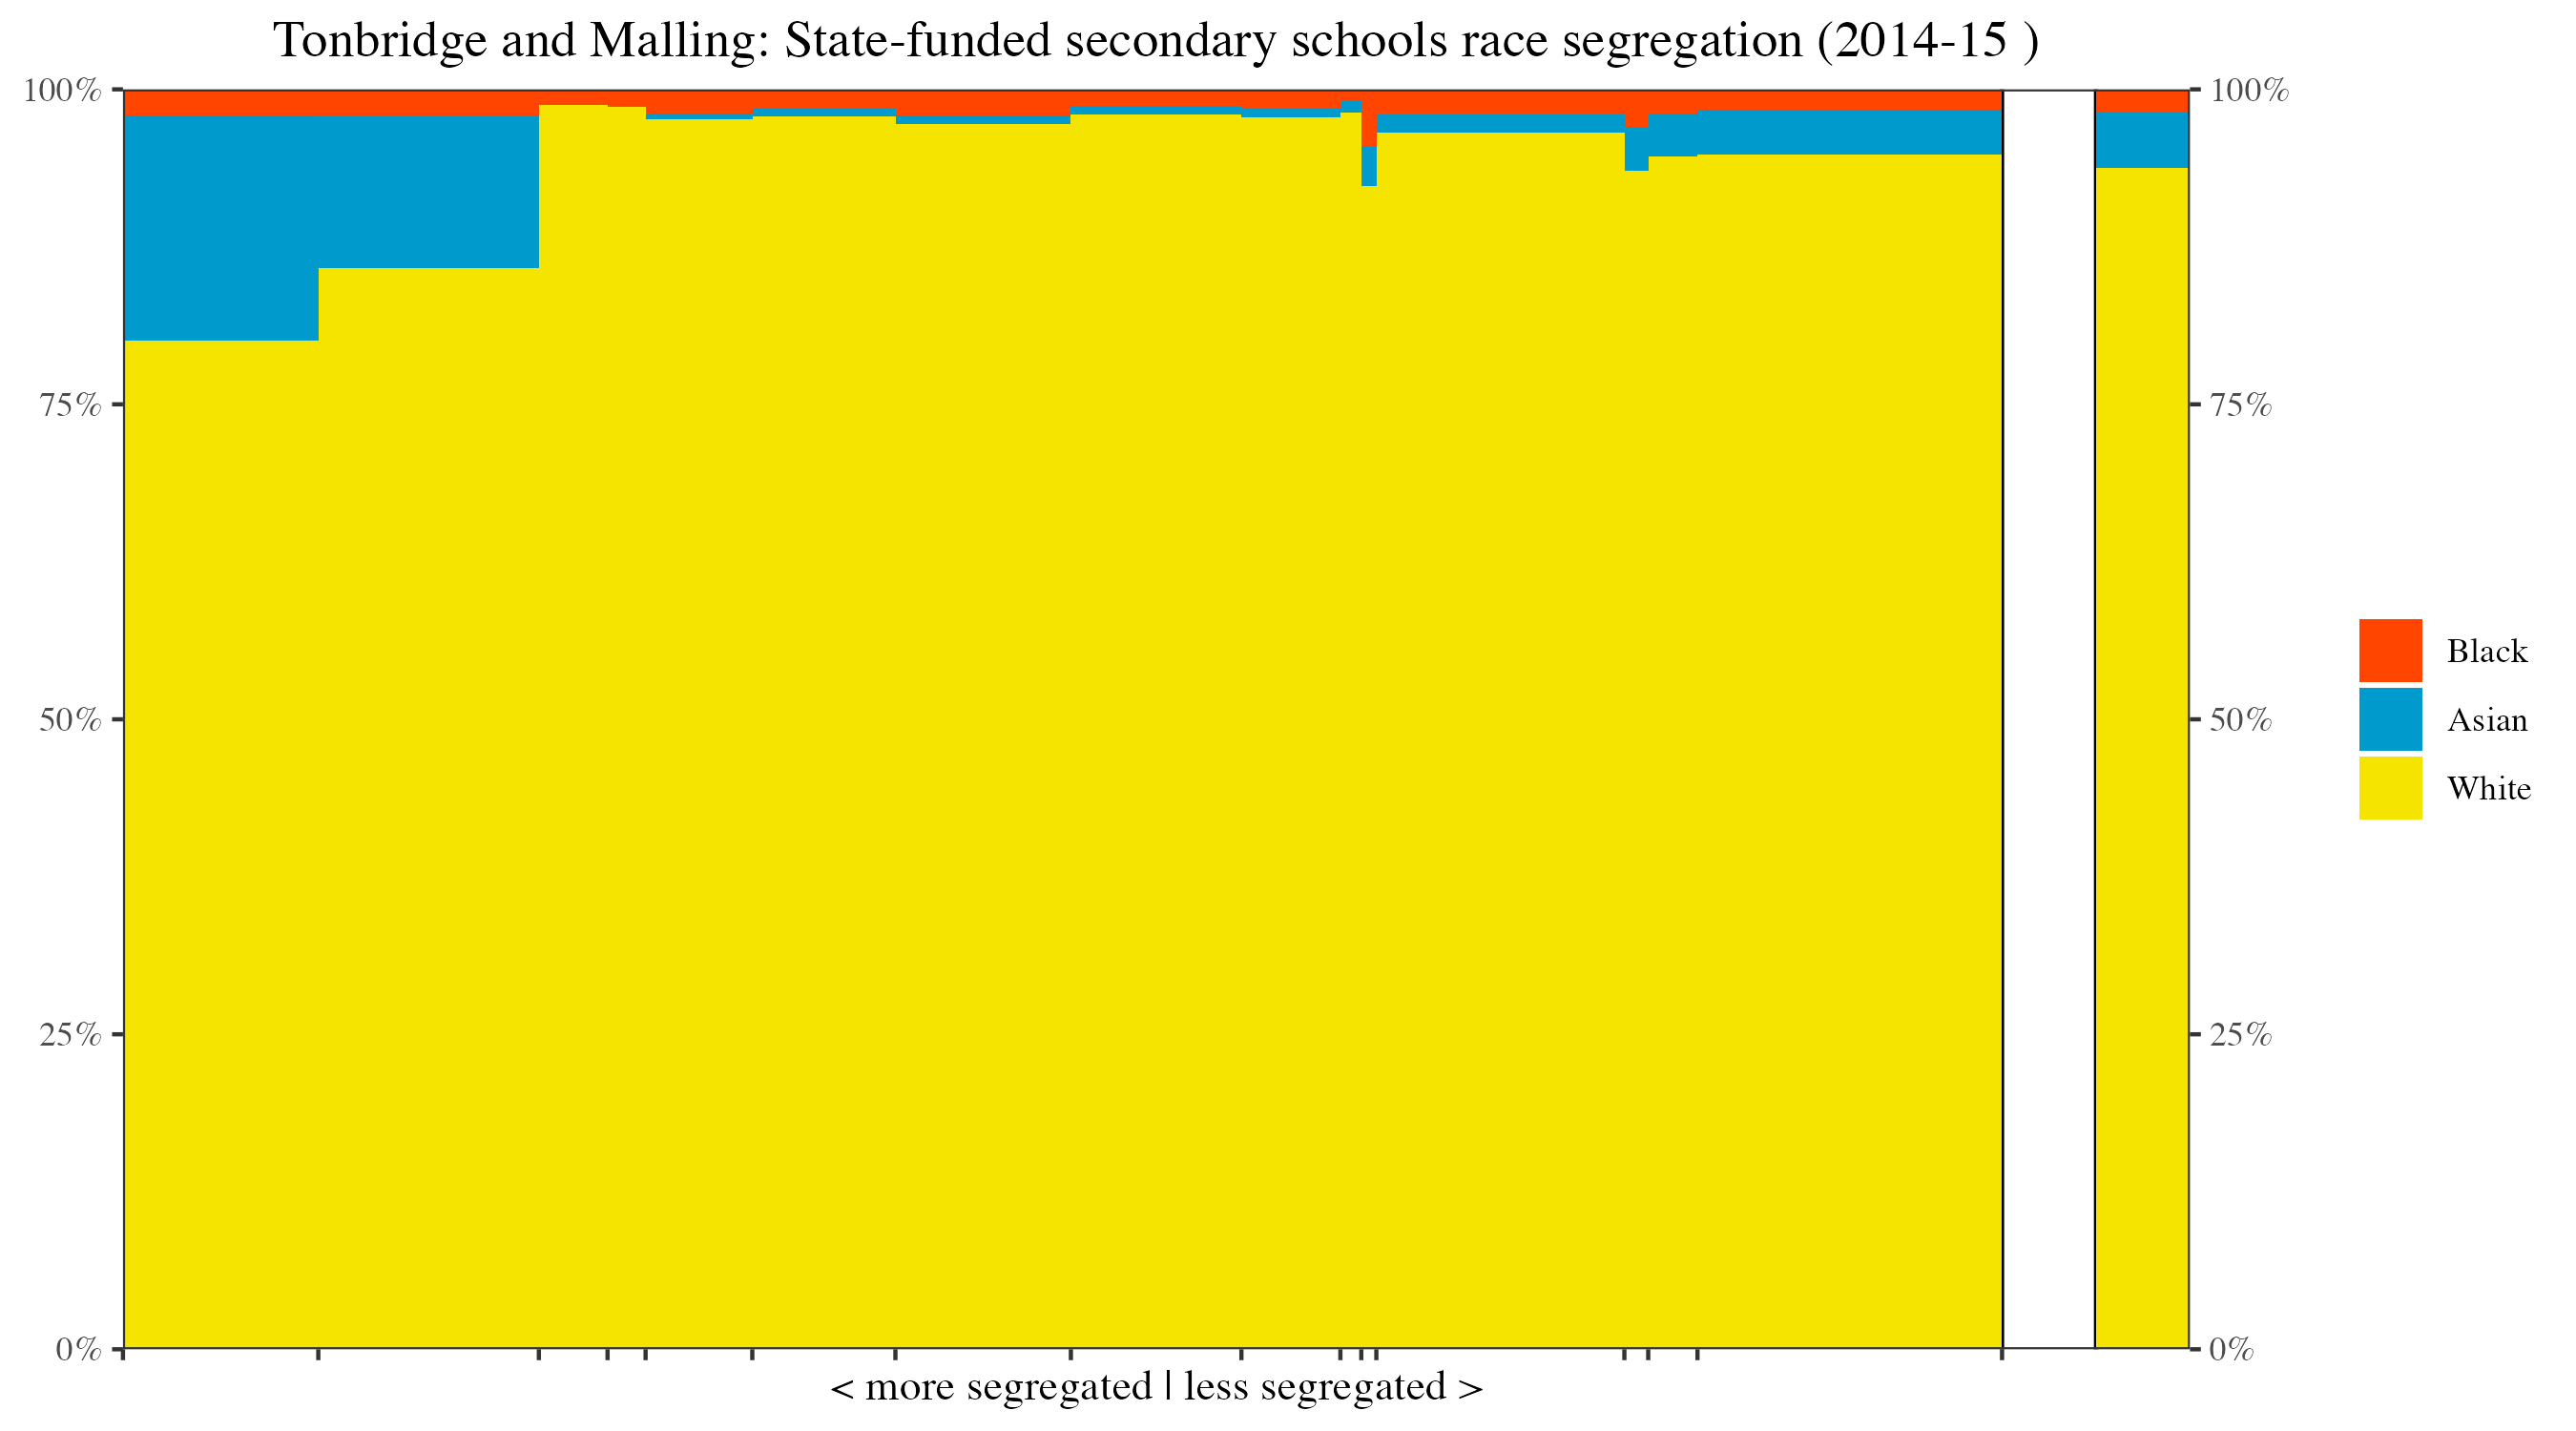 Tonbridge and Malling: State-funded secondary schools race segregation (2014-15 )
100%
75%
50%
25%
0%
100%
75%
50%
25%
0%
Black
Asian
White
< more segregated | less segregated >